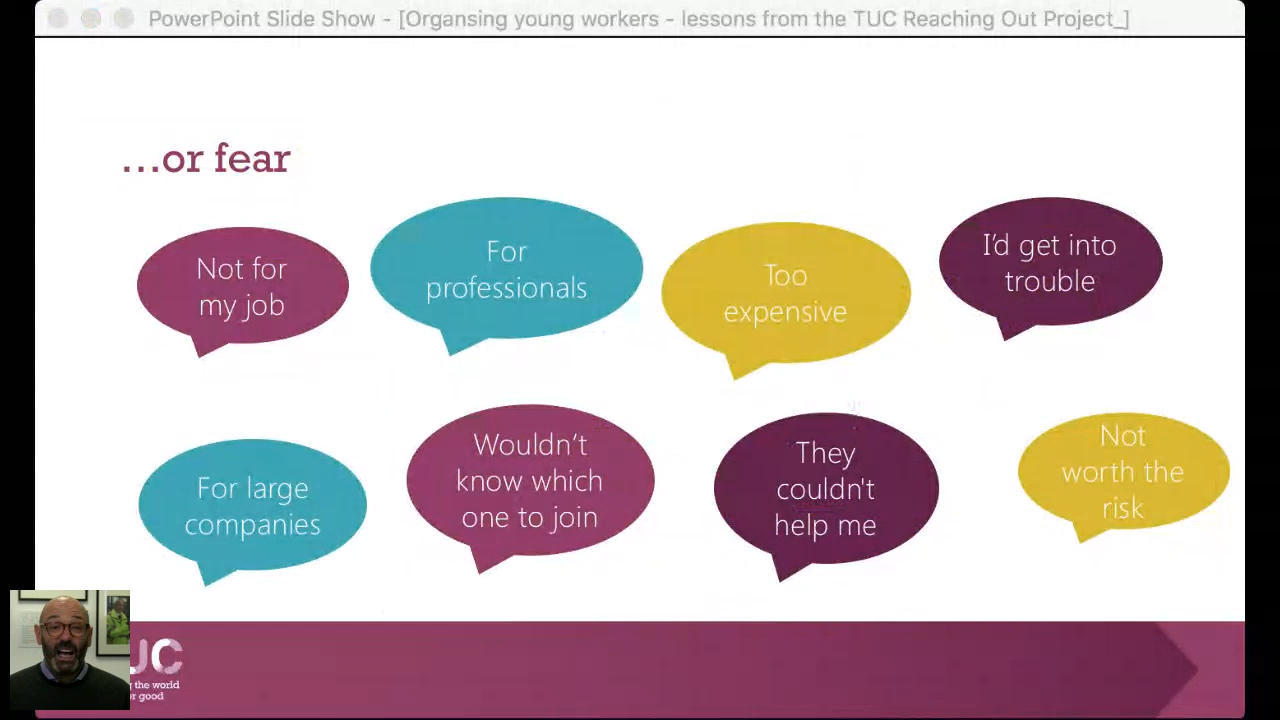 PowerPoint Slide Show - [Organsing young workers - lessons from the TUC Reaching Out Project_]
...or fear
Not for
my job
For
professionals
Too
expensive
I'd get into
trouble
For large
companies
Wouldn't
know which
one to join
They
couldn't
help me
Not
worth the
risk
UC
the world
good